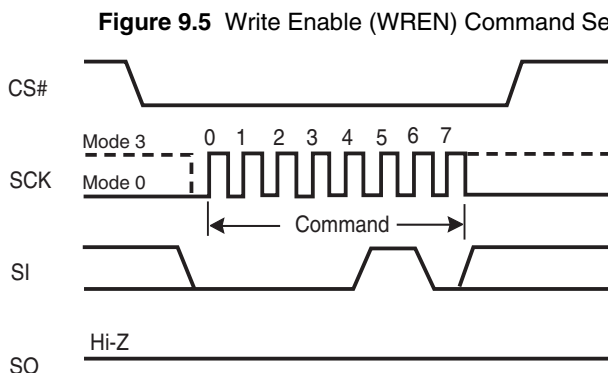 Figure 9.5 Write Enable (WREN) Command Se
CS#
Mode 3
0 1 2 3 4 5 6 7
SCK
Mode 0
Command
SI
Hi-Z
SO